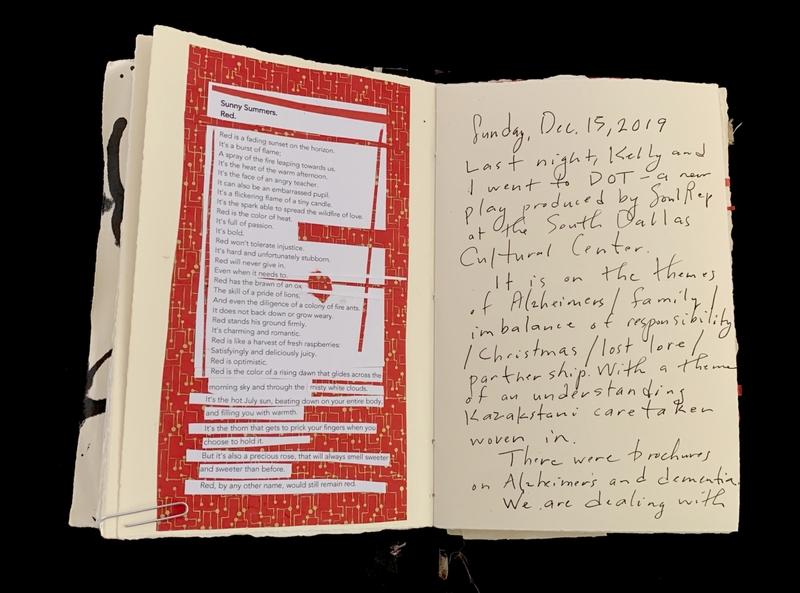 Sunny Summers.
Red.
Red is a fading sunset on the horizon.
It's a burst of flame;
A spray of the fire leaping towards us.
It's the heat of the warm afternoon.
It's the face of an angry teacher.
It can also be an embarrassed pupil.
It's a flickering flame of a tiny candle.
It's the spark able to spread the wildfire of love.
Red is the color of heat.
It's full of passion.
It's bold.
Red won't tolerate injustice.
It's hard and unfortunately stubborn.
Red will never give in.
Even when it needs to.
Red has the brawn of an ox
The skill of a pride of lions,
And even the diligence of a colony of fire ants.
It does not back down or grow weary.
Red stands his ground firmly.
It's charming and romantic.
Red is like a harvest of fresh raspberries:
Satisfyingly and deliciously juicy.
Red is optimistic.
Red is the color of a rising dawn that glides across the
morning sky and through the misty white clouds.
It's the hot July sun, beating down on your entire body,
and filling you with warmth.
It's the thorn that gets to prick your fingers when you
choose to hold it.
But it's also a precious rose, that will always smell sweeter
and sweeter than before.
Red, by any other name, would still remain red.
Sunday, Dec. 15, 2019
Last night, Kelly and
I went to DOT – a new
play produced by SoulRep
at the South Dallas
Cultural Center.
It is on the themes
of Alzheimers / family /
imbalance of responsibility
/ Christmas / lost love /
partnership. With a theme
of an understanding
Kazakstani caretaker
woven in.
There were brochures
on Alzheimer's and dementia.
We are dealing with